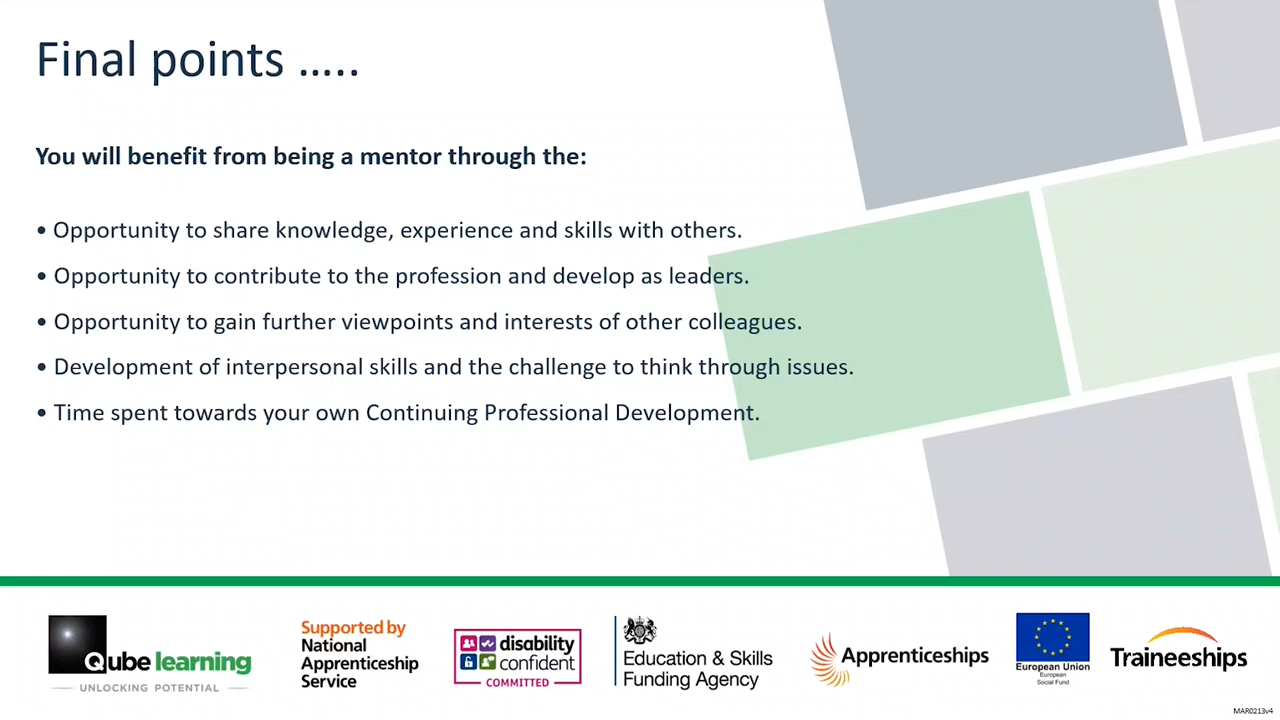 Final points .....
You will benefit from being a mentor through the:
• Opportunity to share knowledge, experience and skills with others.
• Opportunity to contribute to the profession and develop as leaders.
• Opportunity to gain further viewpoints and interests of other colleagues.
• Development of interpersonal skills and the challenge to think through issues.
• Time spent towards your own Continuing Professional Development.
Qube learning
UNLOCKING POTENTIAL
Supported by
National
Apprenticeship
Service
disability
confident
COMMITTED
Education & Skills
Funding Agency
Apprenticeships
European Union
European
Social Fund
Traineeships
MAR0213v4